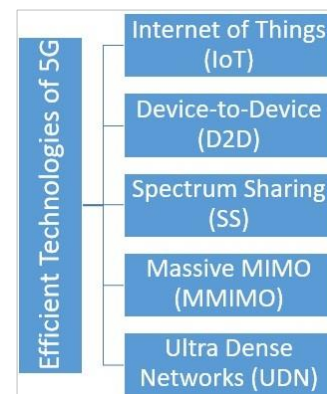 Efficient Technologies of 5G
Internet of Things
(IoT)
Device-to-Device
(D2D)
Spectrum Sharing
(SS)
Massive MIMO
(MMIMO)
Ultra Dense
Networks (UDN)